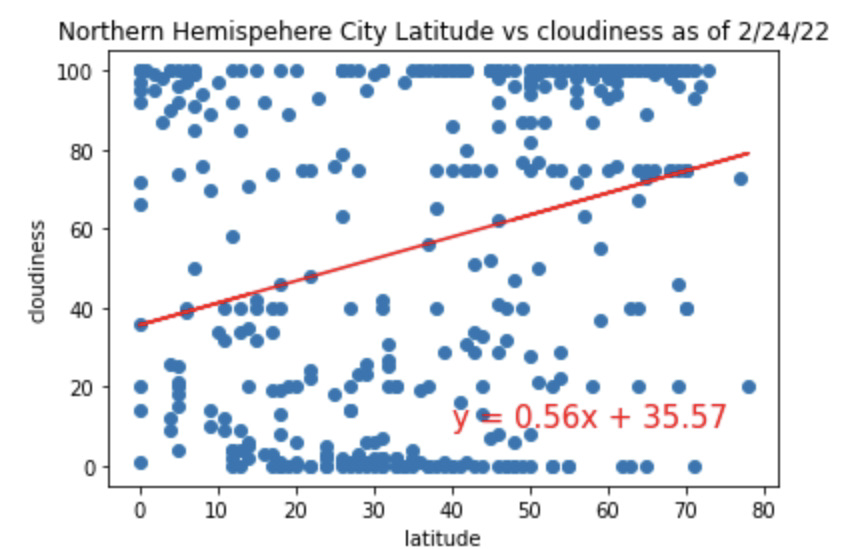 Northern Hemispehere City Latitude vs cloudiness as of 2/24/22
100
80
60
40
20
0
cloudiness
y = 0.56x + 35.57
0 10 20 30 40 50 60 70 80
latitude